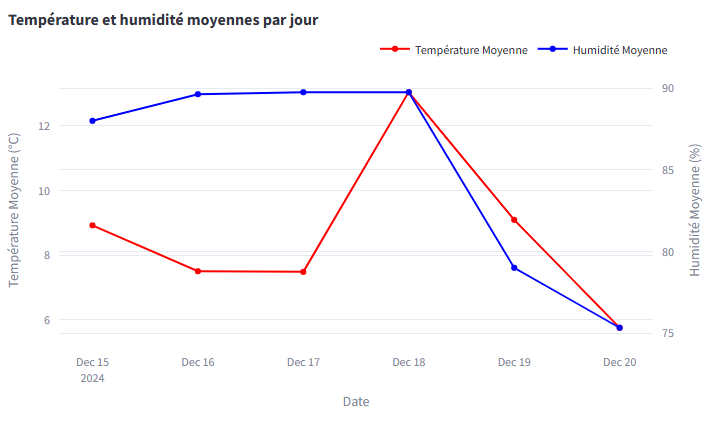 Température et humidité moyennes par jour
Température Moyenne
Humidité Moyenne
Température Moyenne (°C)
12
10
8
6
90
85
80
75
Humidité Moyenne (%)
Dec 15
2024
Dec 16
Dec 17
Dec 18
Dec 19
Dec 20
Date